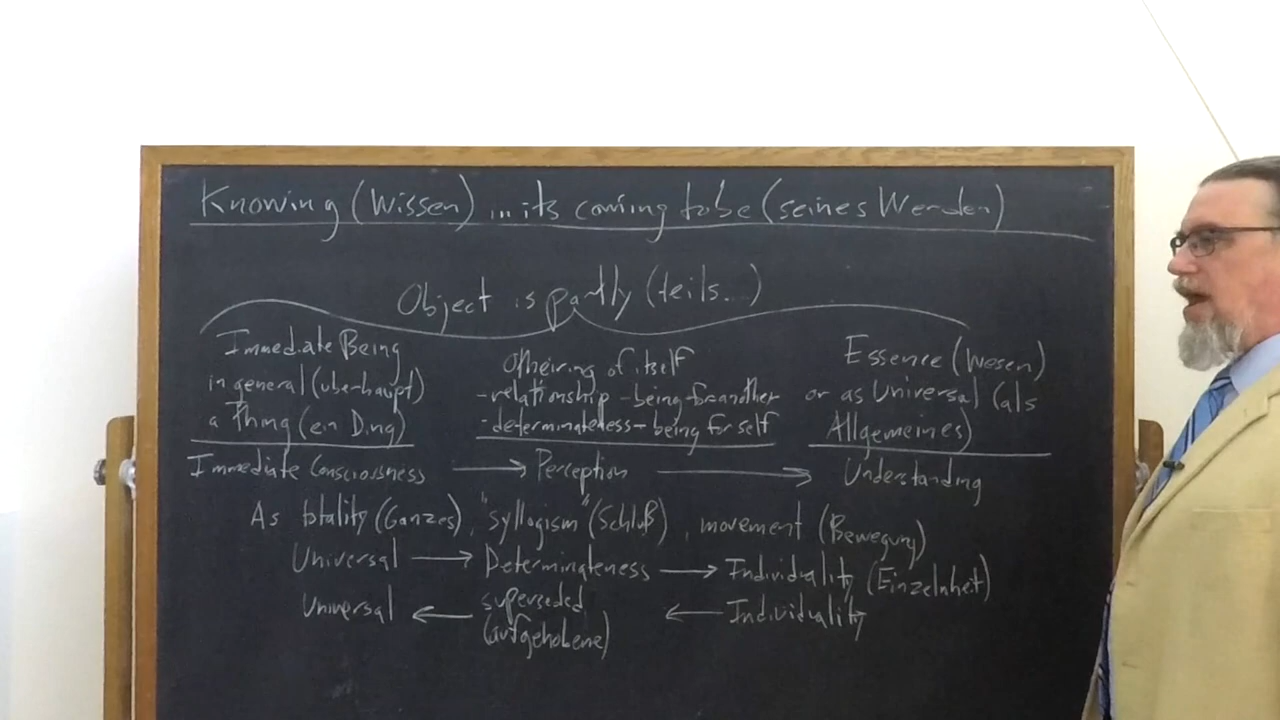 Knowing (Wissen) in its coming to be (seines Werden)
Object is partly (teils...)
Immediate Being
in general (uberhaupt)
a Thing (ein Ding)
Othering of itself
- relationship - being-for-another
- determinateness - being for self
Essence (Wesen)
or as Universal (als
Allgemeines)
Immediate Consciousness → Perception → Understanding
As totality (Ganzes), "syllogism" (Schluß), movement (Bewegung)
Universal → Determinateness → Individuality (Einzelnheit)
Universal ← superseded ← Individuality
(aufgehobene)